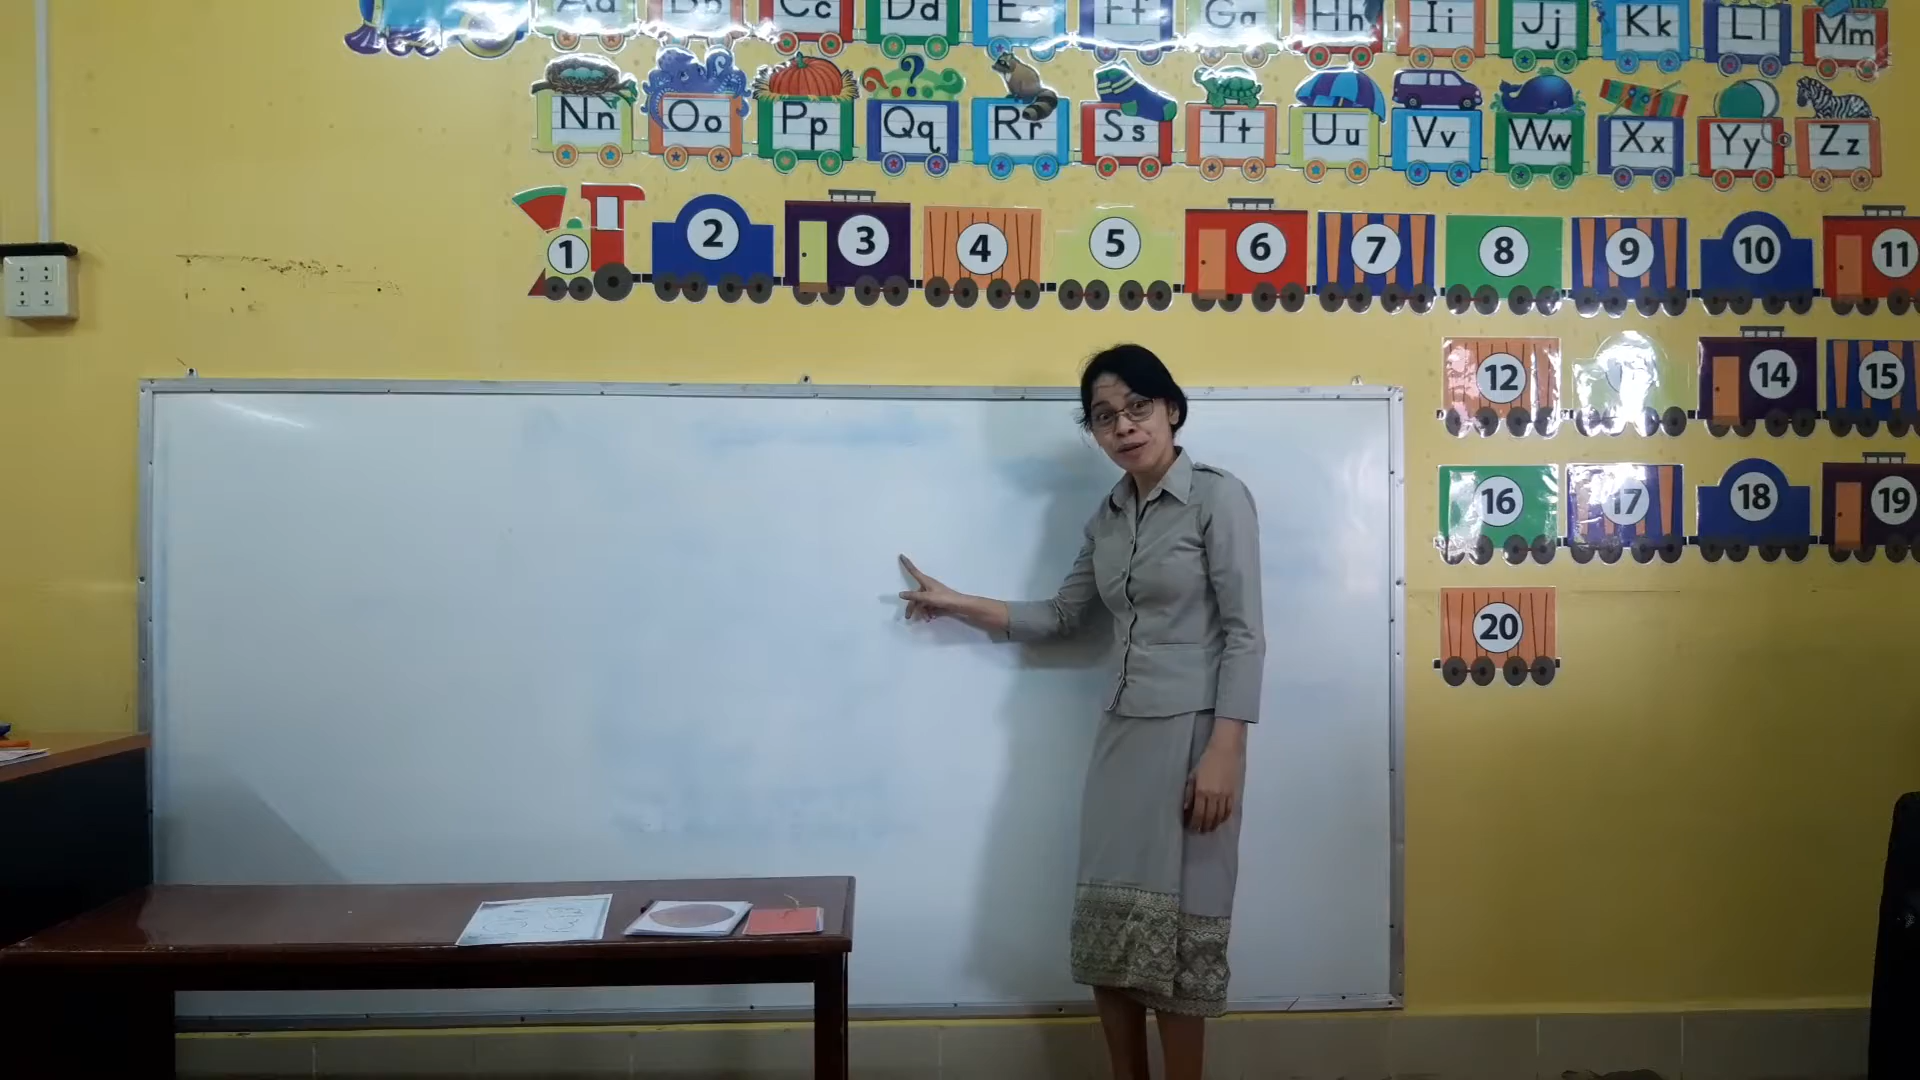 Aa Bb Cc Dd Ee Ff Gg Hh Ii Jj Kk Ll Mm
Nn Oo Pp Qq Rr Ss Tt Uu Vv Ww Xx Yy Zz
1 2 3 4 5 6 7 8 9 10 11
12 14 15
16 17 18 19
20